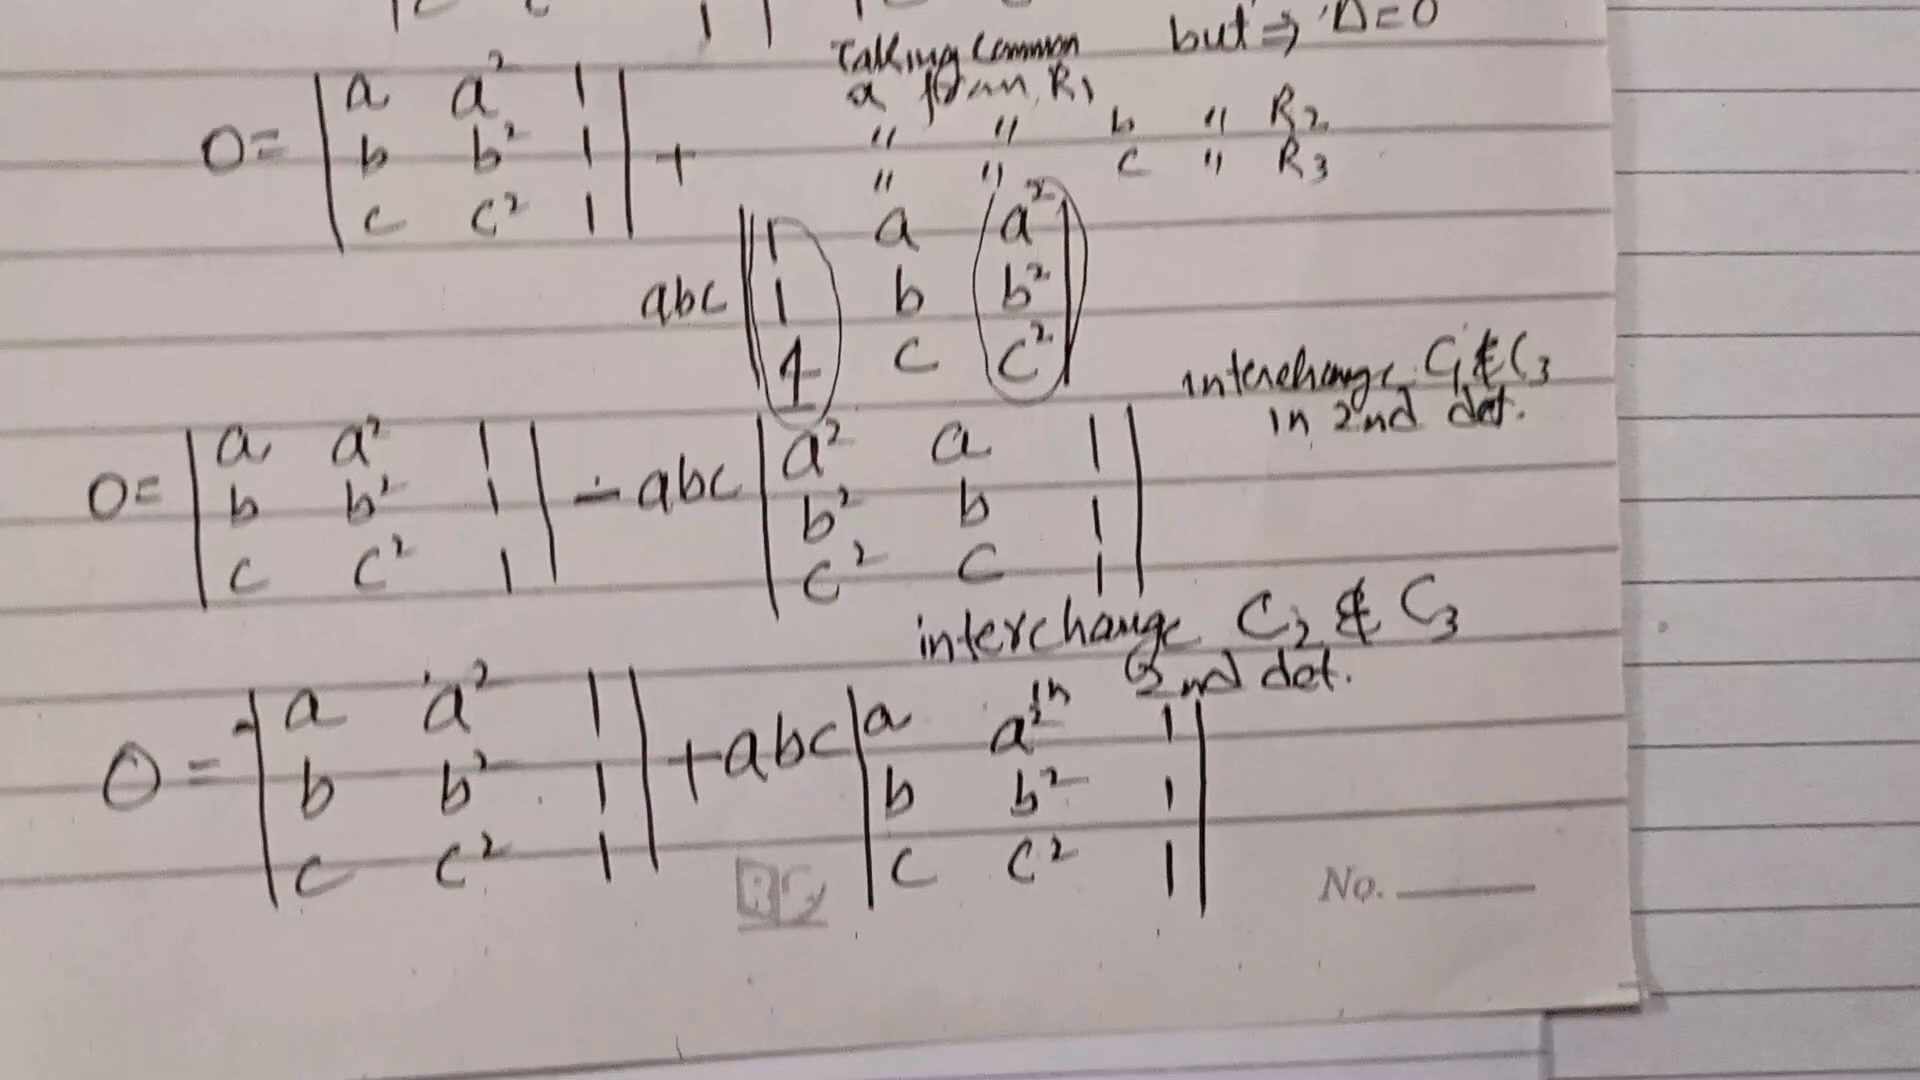 Taking Common but ⇒ Δ=0
a from R1
0 = | a a² 1 | +
| b b² 1 |
| c c² 1 |
" " b " R2
" " c " R3
abc | 1 a a² |
| 1 b b² |
| 1 c c² |
interchange C1 & C3
in 2nd det.
0 = | a a² 1 | - abc | a² a 1 |
| b b² 1 | | b² b 1 |
| c c² 1 | | c² c 1 |
interchange C2 & C3
in 2nd det.
0 = | a a² 1 | + abc | a a² 1 |
| b b² 1 | | b b² 1 |
| c c² 1 | | c c² 1 |
No.